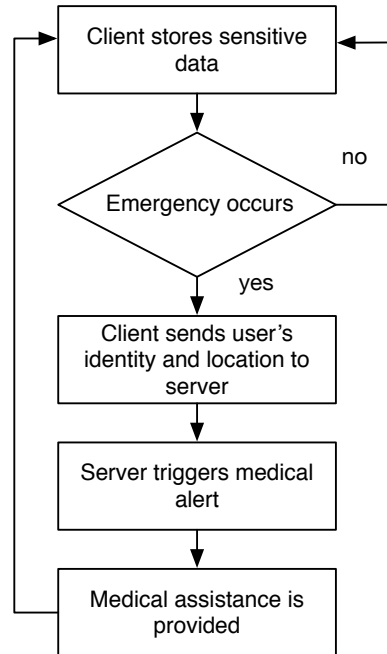 Client stores sensitive
data
no
Emergency occurs
yes
Client sends user's
identity and location to
server
Server triggers medical
alert
Medical assistance is
provided